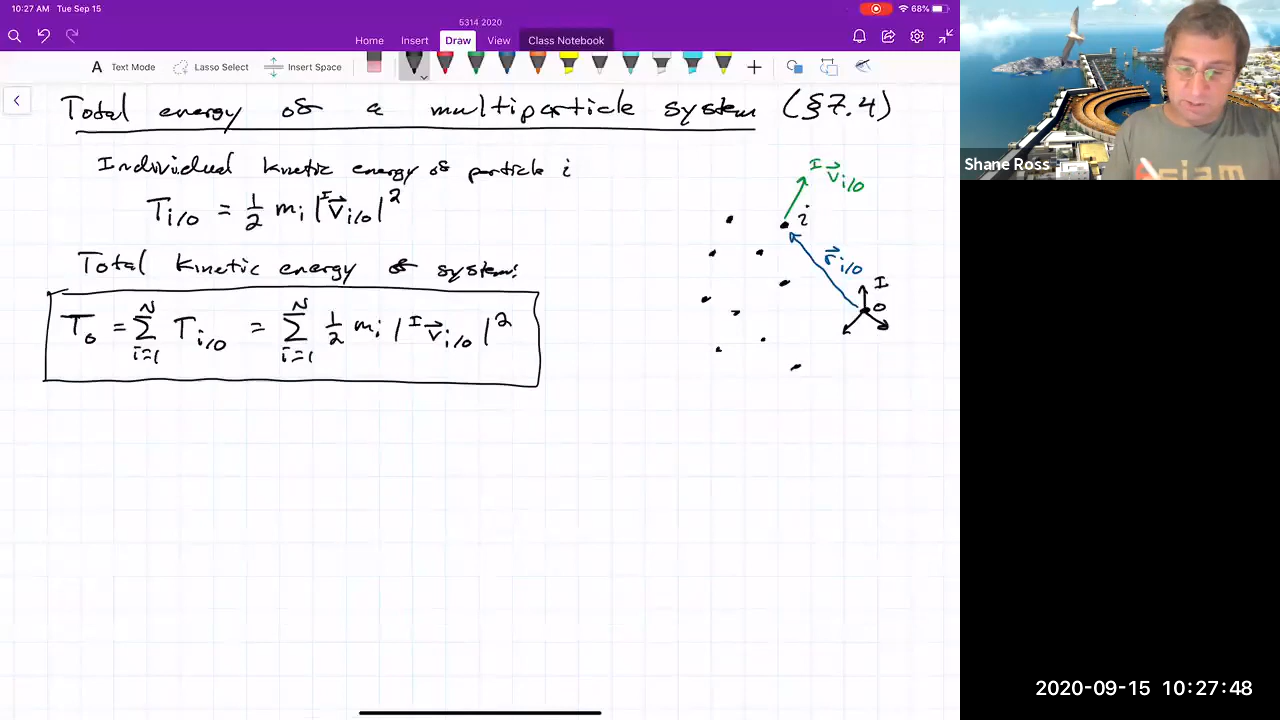 10:27 AM Tue Sep 15
68%
5314 2020
Home Insert Draw View Class Notebook
A Text Mode Lasso Select Insert Space
Total energy of a multiparticle system (§7.4)
Individual kinetic energy of particle i
T_{i/O} = 1/2 m_i |^I v⃗_{i/O}|^2
Total kinetic energy of system:
T_O = \sum_{i=1}^{N} T_{i/O} = \sum_{i=1}^{N} 1/2 m_i |^I v⃗_{i/O}|^2
^I v⃗_{i/O}
i
r⃗_{i/O}
I
O
Shane Ross
siam
2020-09-15 10:27:48